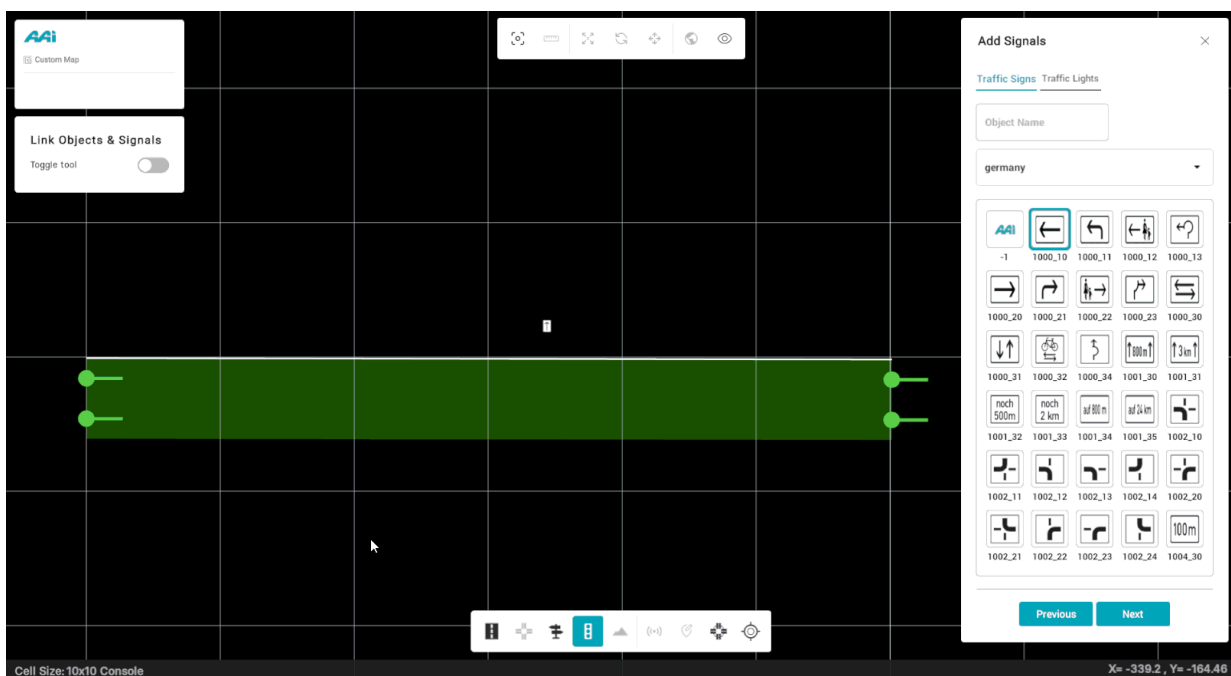 AAi
Custom Map
Link Objects & Signals
Toggle tool
Add Signals
Traffic Signs Traffic Lights
Object Name
germany
AAi
-1 1000_10 1000_11 1000_12 1000_13
1000_20 1000_21 1000_22 1000_23 1000_30
600m 3 km
1000_31 1000_32 1000_34 1001_30 1001_31
noch 500m noch 2 km auf 800 m auf 24 km
1001_32 1001_33 1001_34 1001_35 1002_10
1002_11 1002_12 1002_13 1002_14 1002_20
100m
1002_21 1002_22 1002_23 1002_24 1004_30
Previous Next
Cell Size: 10x10 Console
X= -339.2 , Y= -164.46